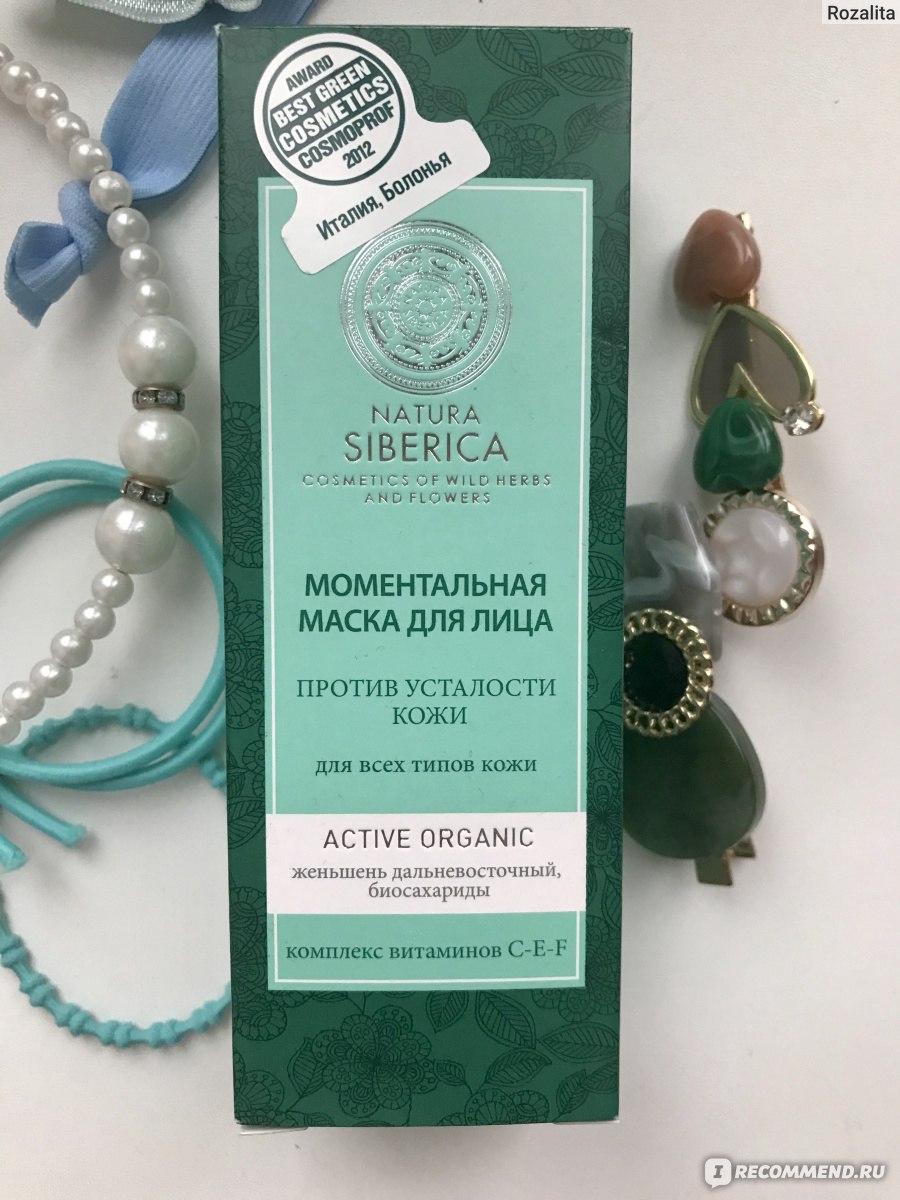 Rozalita
AWARD
BEST GREEN
COSMETICS
COSMOPROF
2012
Италия, Болонья
NATURA
SIBERICA
COSMETICS OF WILD HERBS
AND FLOWERS
МОМЕНТАЛЬНАЯ
МАСКА ДЛЯ ЛИЦА
ПРОТИВ УСТАЛОСТИ
КОЖИ
для всех типов кожи
ACTIVE ORGANIC
женьшень дальневосточный,
биосахариды
комплекс витаминов C-E-F
IRECOMMEND.RU